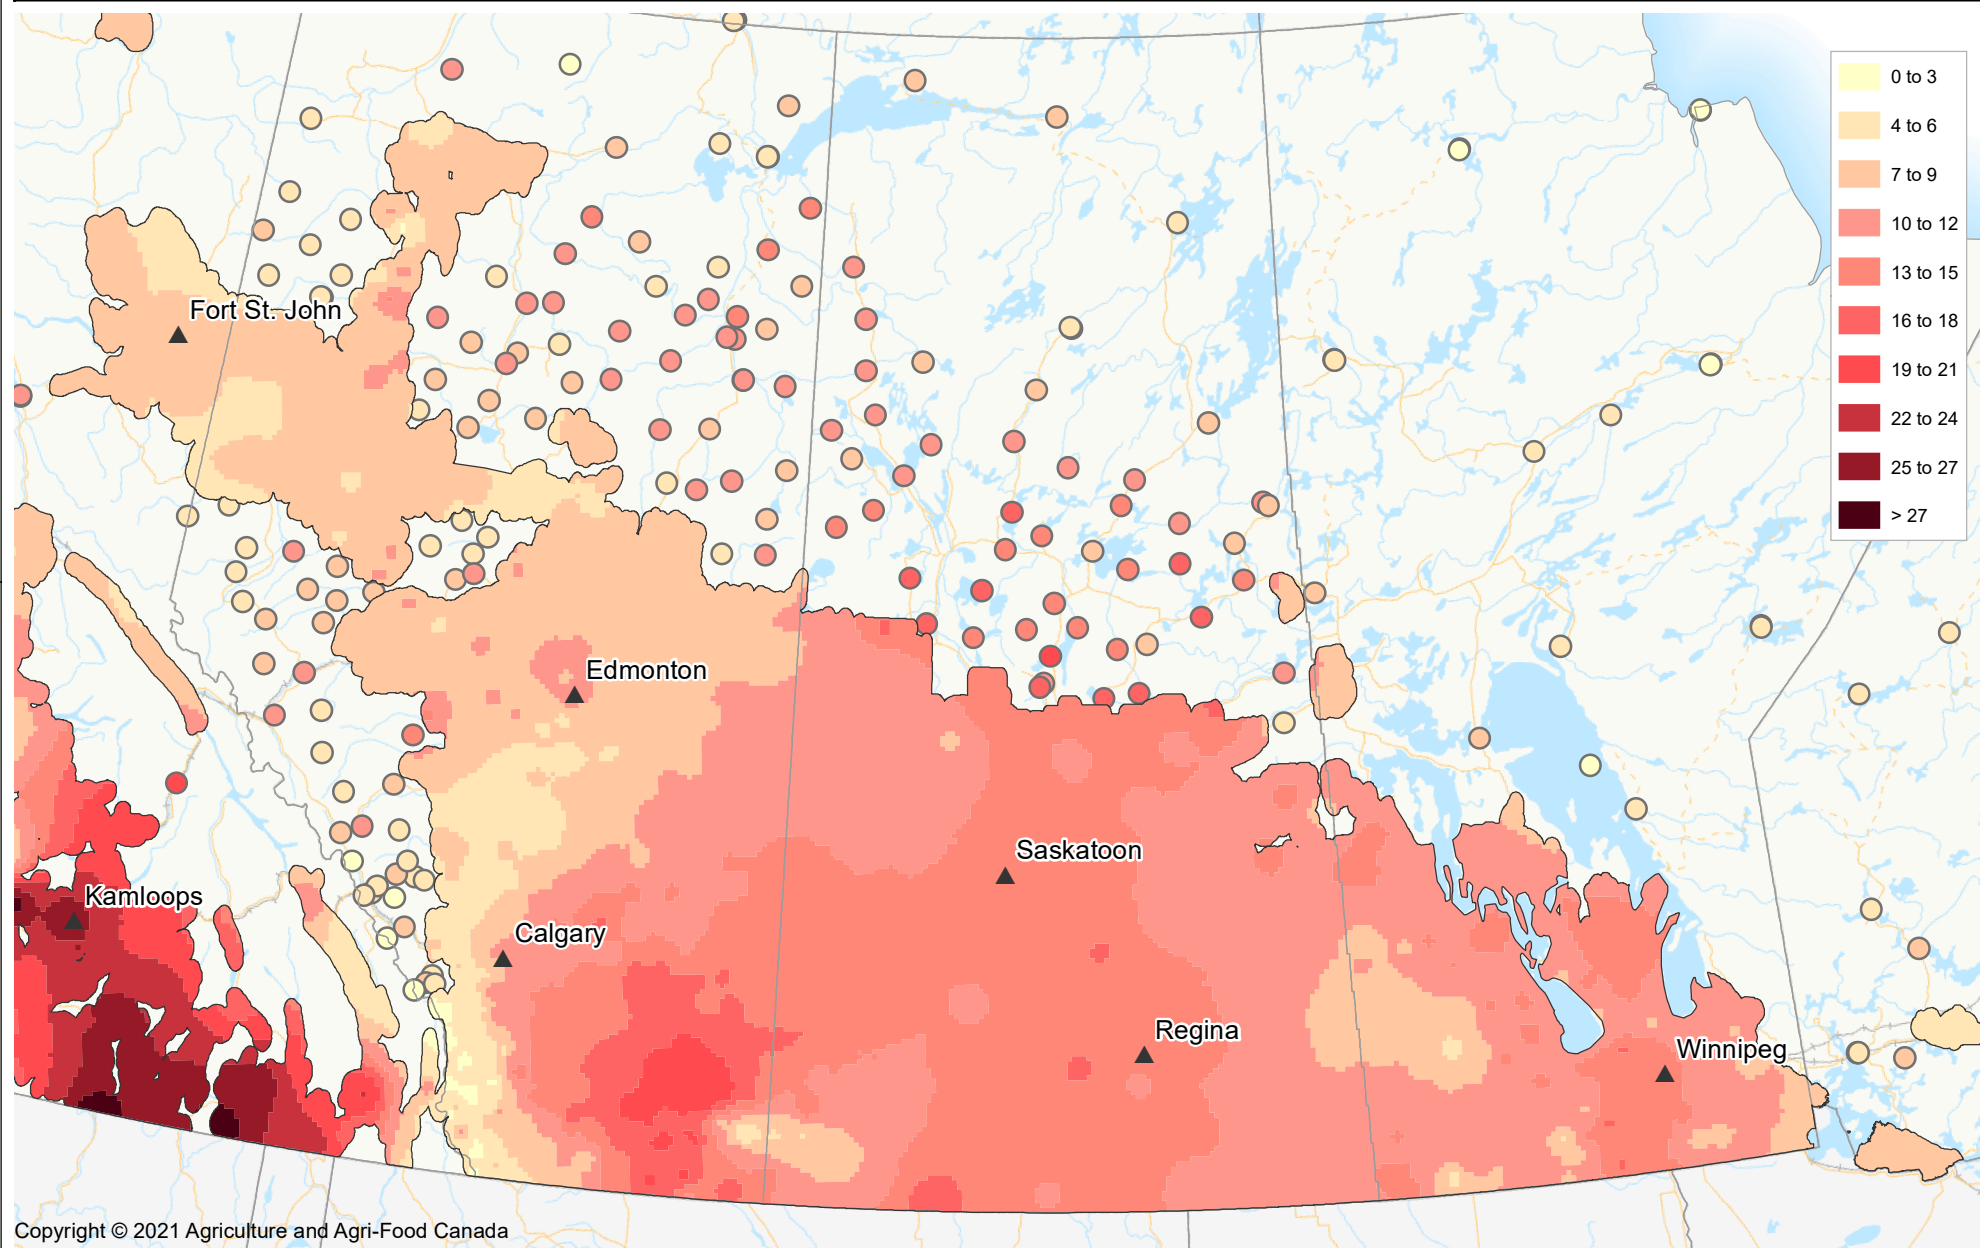 0 to 3
4 to 6
7 to 9
10 to 12
13 to 15
16 to 18
19 to 21
22 to 24
25 to 27
> 27
Fort St. John
Edmonton
Saskatoon
Kamloops
Calgary
Regina
Winnipeg
Copyright © 2021 Agriculture and Agri-Food Canada